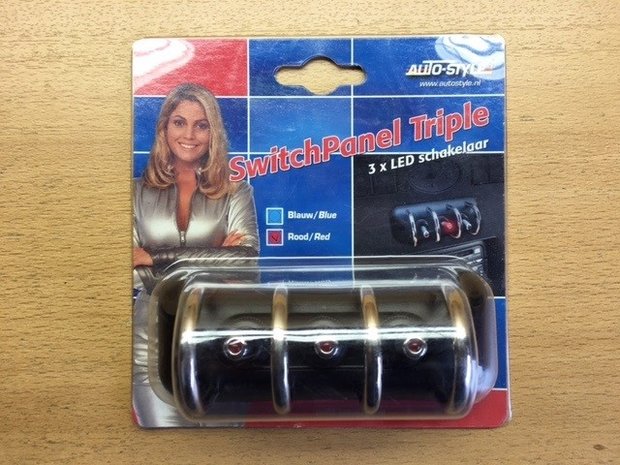 AUTO-STYLE
www.autostyle.nl
SwitchPanel Triple
3 x LED schakelaar
Blauw/Blue
Rood/Red